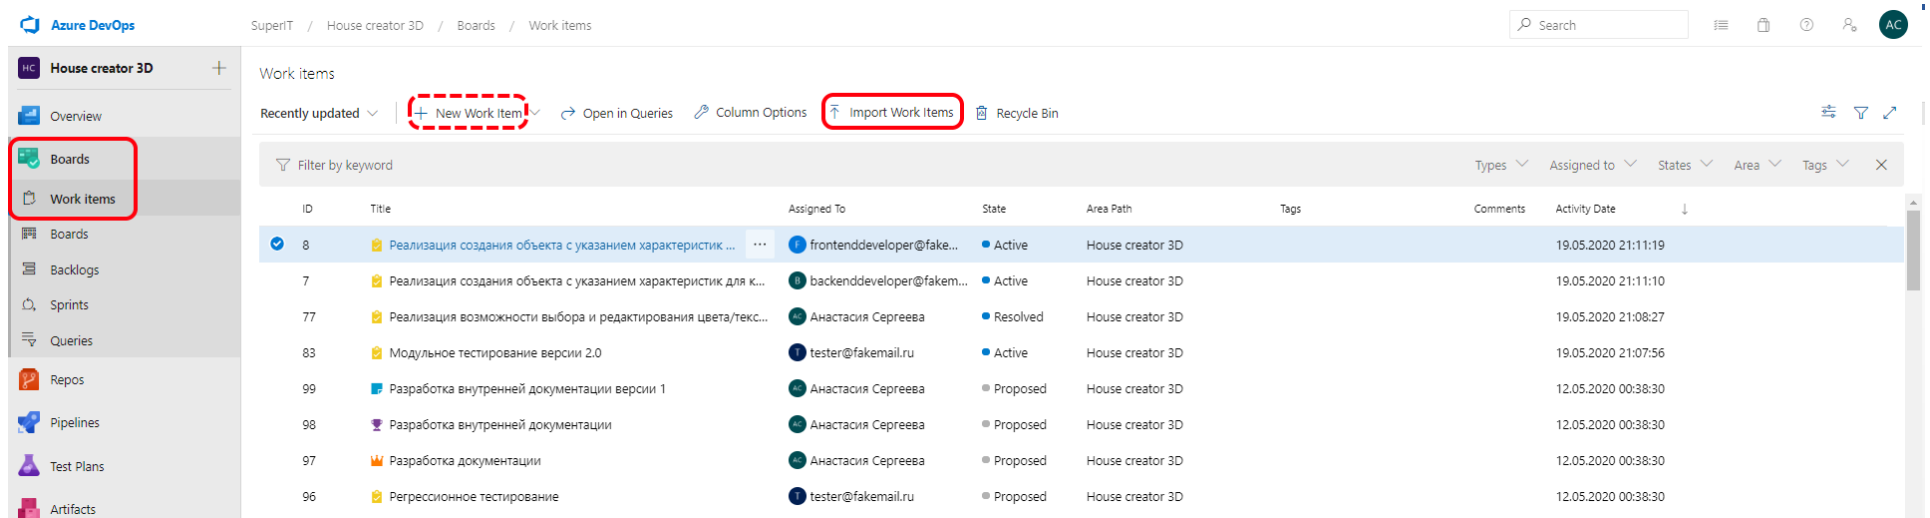 Azure DevOps
SuperIT / House creator 3D / Boards / Work items
Search
AC
HC House creator 3D
Overview
Boards
Work items
Boards
Backlogs
Sprints
Queries
Repos
Pipelines
Test Plans
Artifacts
Work items
Recently updated New Work Item Open in Queries Column Options Import Work Items Recycle Bin
Filter by keyword Types Assigned to States Area Tags
ID Title Assigned To State Area Path Tags Comments Activity Date
8 Реализация создания объекта с указанием характеристик ... F frontenddeveloper@fake... Active House creator 3D 19.05.2020 21:11:19
7 Реализация создания объекта с указанием характеристик для к... B backenddeveloper@fakem... Active House creator 3D 19.05.2020 21:11:10
77 Реализация возможности выбора и редактирования цвета/текс... АС Анастасия Сергеева Resolved House creator 3D 19.05.2020 21:08:27
83 Модульное тестирование версии 2.0 T tester@fakemail.ru Active House creator 3D 19.05.2020 21:07:56
99 Разработка внутренней документации версии 1 АС Анастасия Сергеева Proposed House creator 3D 12.05.2020 00:38:30
98 Разработка внутренней документации АС Анастасия Сергеева Proposed House creator 3D 12.05.2020 00:38:30
97 Разработка документации АС Анастасия Сергеева Proposed House creator 3D 12.05.2020 00:38:30
96 Регрессионное тестирование T tester@fakemail.ru Proposed House creator 3D 12.05.2020 00:38:30